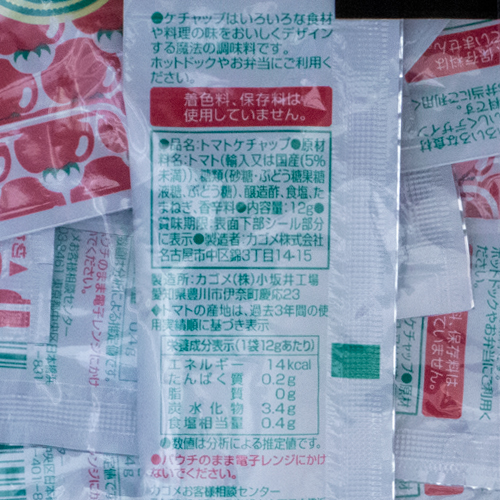 ●ケチャップはいろいろな食材
や料理の味をおいしくデザイン
する魔法の調味料です。
ホットドックやお弁当にご利用く
ださい。
着色料、保存料は
使用していません。
●品名:トマトケチャップ●原材
料名:トマト(輸入又は国産(5%
未満))、糖類(砂糖・ぶどう糖果糖
液糖、ぶどう糖)、醸造酢、食塩、た
まねぎ、香辛料●内容量:12g●
賞味期限:表面下部シール部分
に表示●製造者:カゴメ株式会社
名古屋市中区錦3丁目14-15
製造所:カゴメ(株)小坂井工場
愛知県豊川市伊奈町慶応23
●トマトの産地は、過去3年間の使
用実績順に基づき表示
栄養成分表示(1袋12gあたり)
エネルギー 14kcal
たんぱく質 0.2g
脂質 0g
炭水化物 3.4g
食塩相当量 0.4g
●数値は分析による推定値です。
●パウチのまま電子レンジにかけ
ないでください。
カゴメお客様相談センター